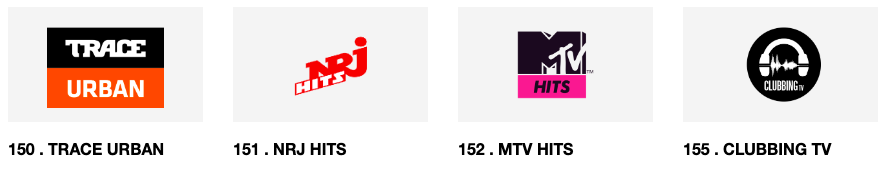 TRACE
URBAN
NRJ
HITS
MTV
TM
HITS
CLUBBING TV
150 . TRACE URBAN
151 . NRJ HITS
152 . MTV HITS
155 . CLUBBING TV